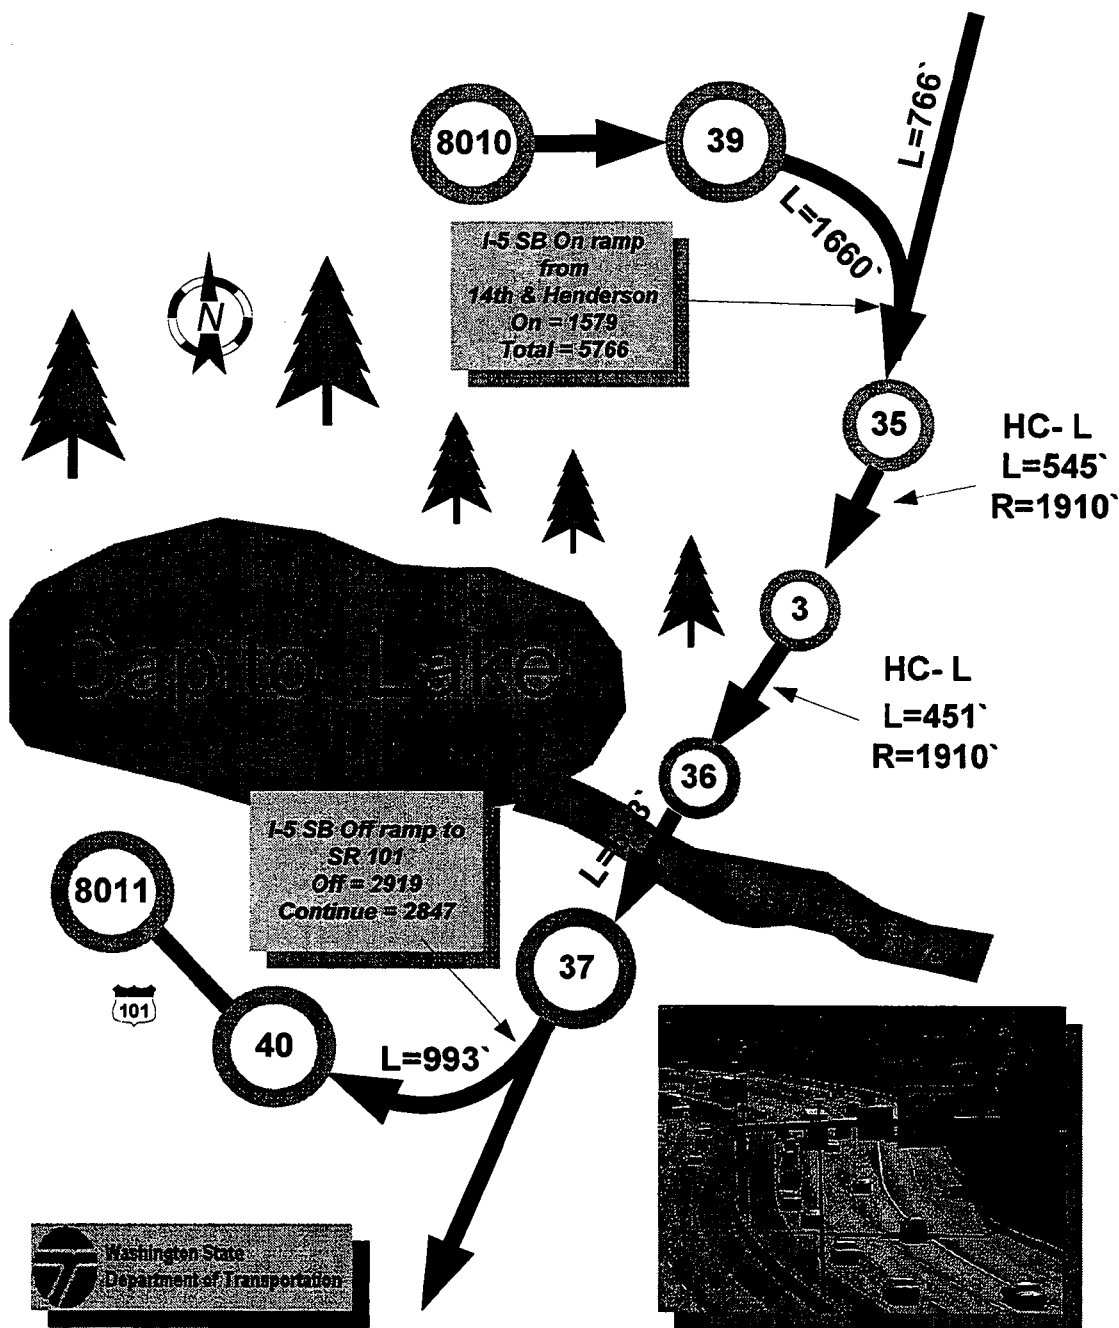 8010
39
L=766`
L=1660`
I-5 SB On ramp
from
14th & Henderson
On = 1579
Total = 5766
N
35
HC- L
L=545`
R=1910`
3
Capitol Lake
HC- L
L=451`
R=1910`
36
I-5 SB Off ramp to
SR 101
Off = 2919
Continue = 2847
8011
37
101
40
L=993`
Washington State
Department of Transportation